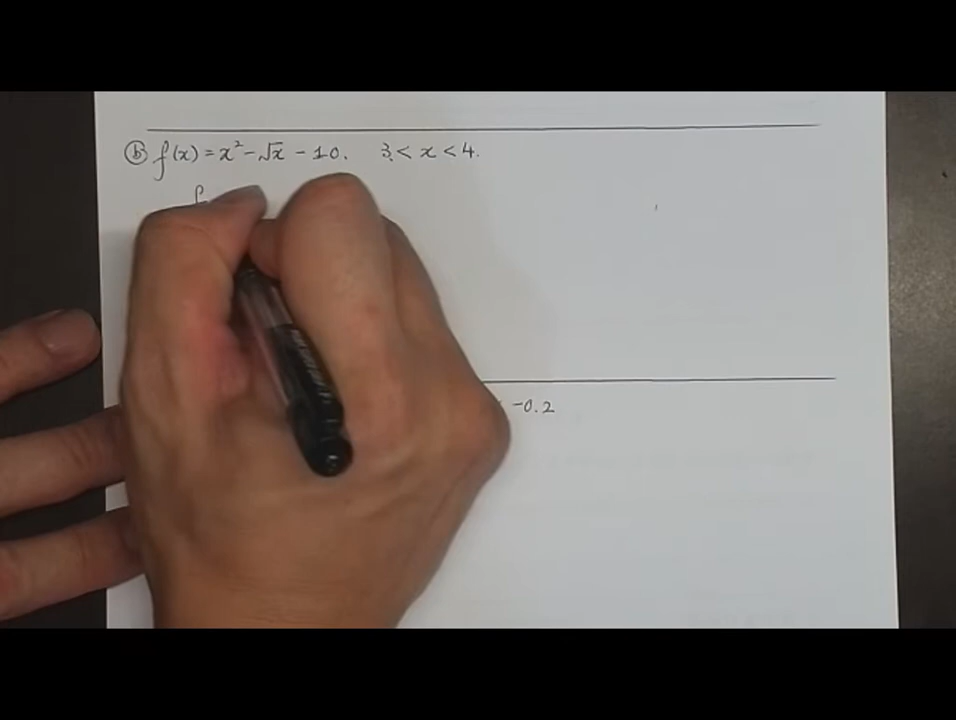 ⓑ f(x) = x² - √x - 10. 3 < x < 4.
f
-0.2